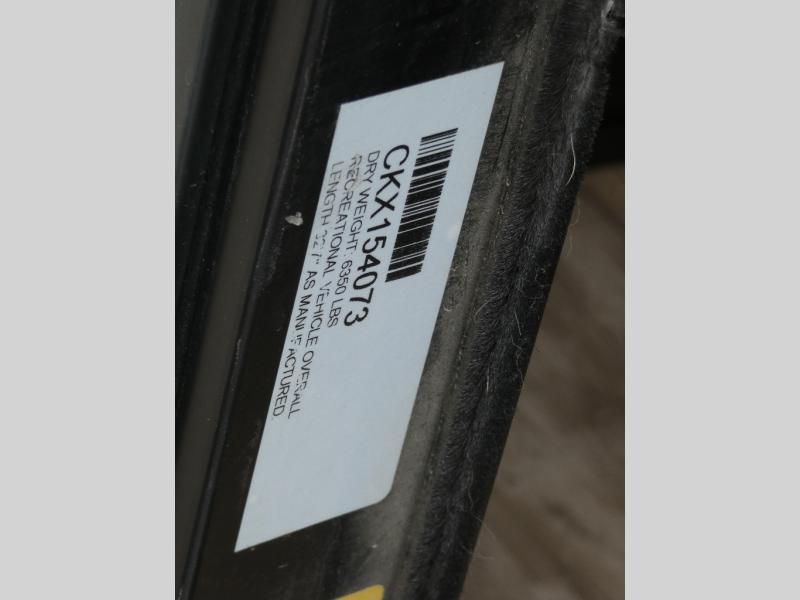 CKX154073
DRY WEIGHT: 6350 LBS
RECREATIONAL VEHICLE OVERALL
LENGTH AS MANUFACTURED.